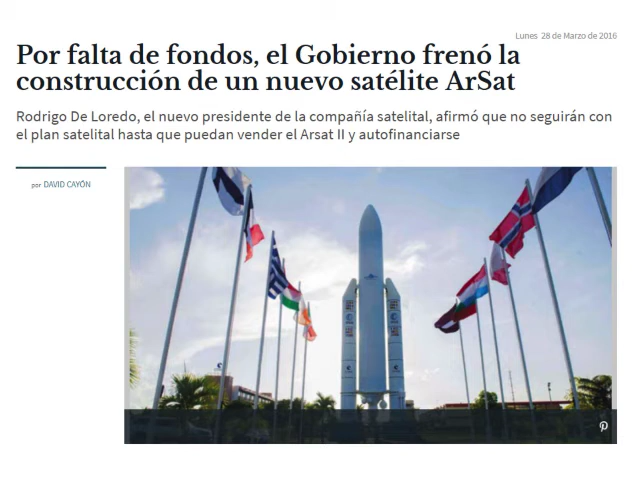 Lunes 28 de Marzo de 2016
Por falta de fondos, el Gobierno frenó la
construcción de un nuevo satélite ArSat
Rodrigo De Loredo, el nuevo presidente de la compañía satelital, afirmó que no seguirán con
el plan satelital hasta que puedan vender el Arsat II y autofinanciarse
por DAVID CAYÓN